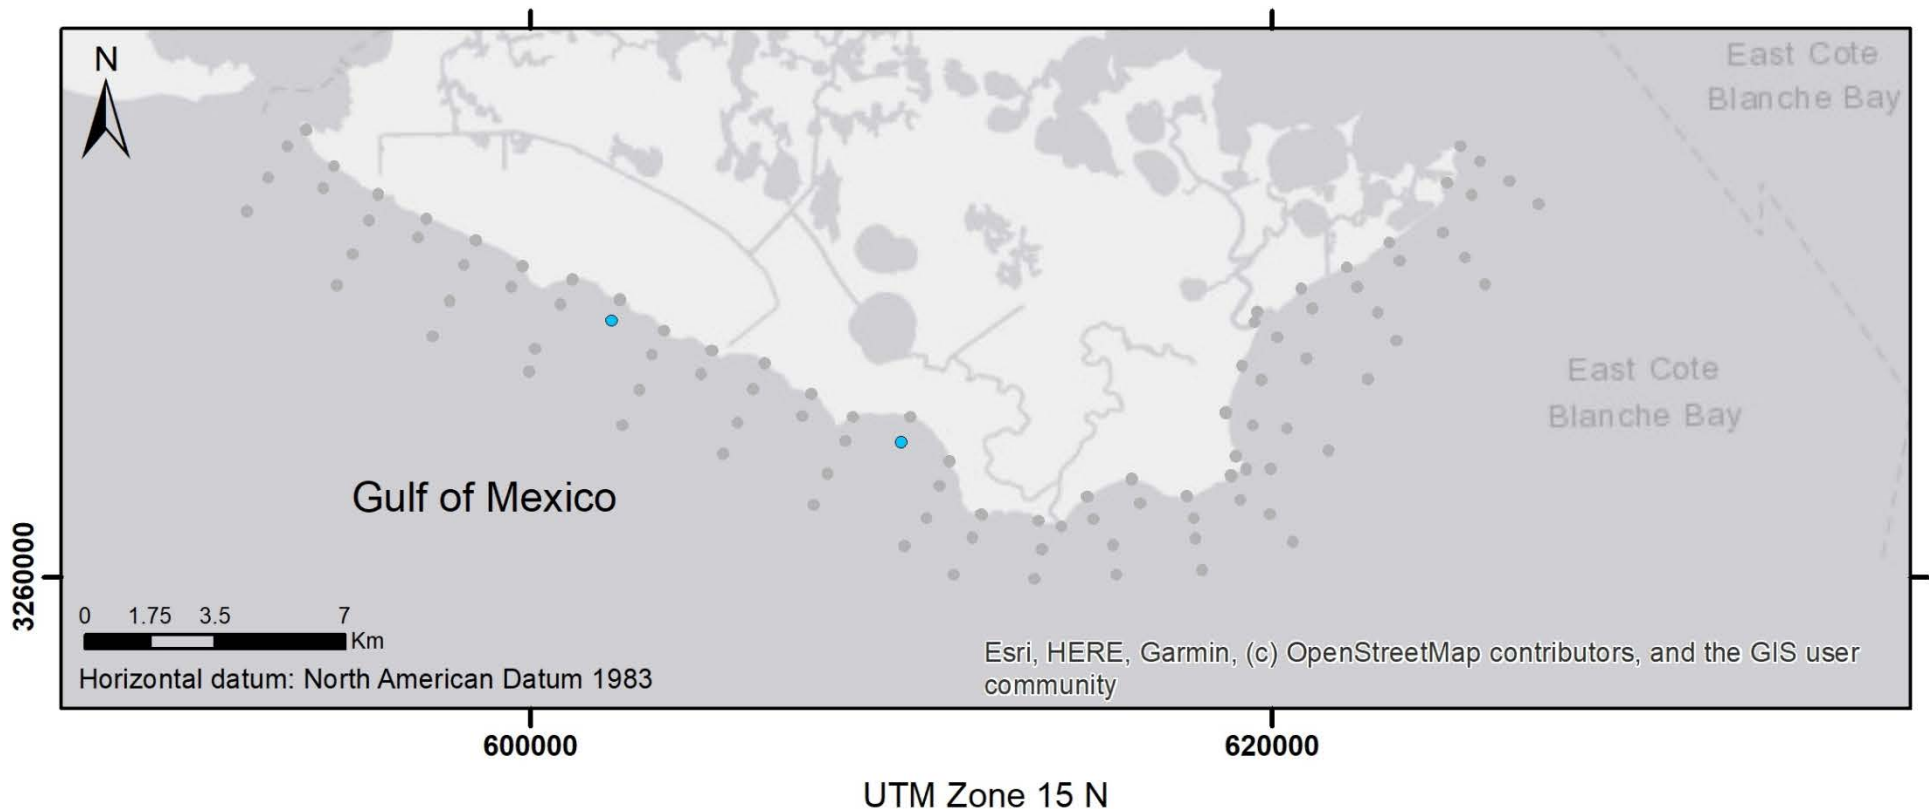 N
East Cote
Blanche Bay
East Cote
Blanche Bay
Gulf of Mexico
3260000
0 1.75 3.5 7
Km
Horizontal datum: North American Datum 1983
Esri, HERE, Garmin, (c) OpenStreetMap contributors, and the GIS user
community
600000 620000
UTM Zone 15 N